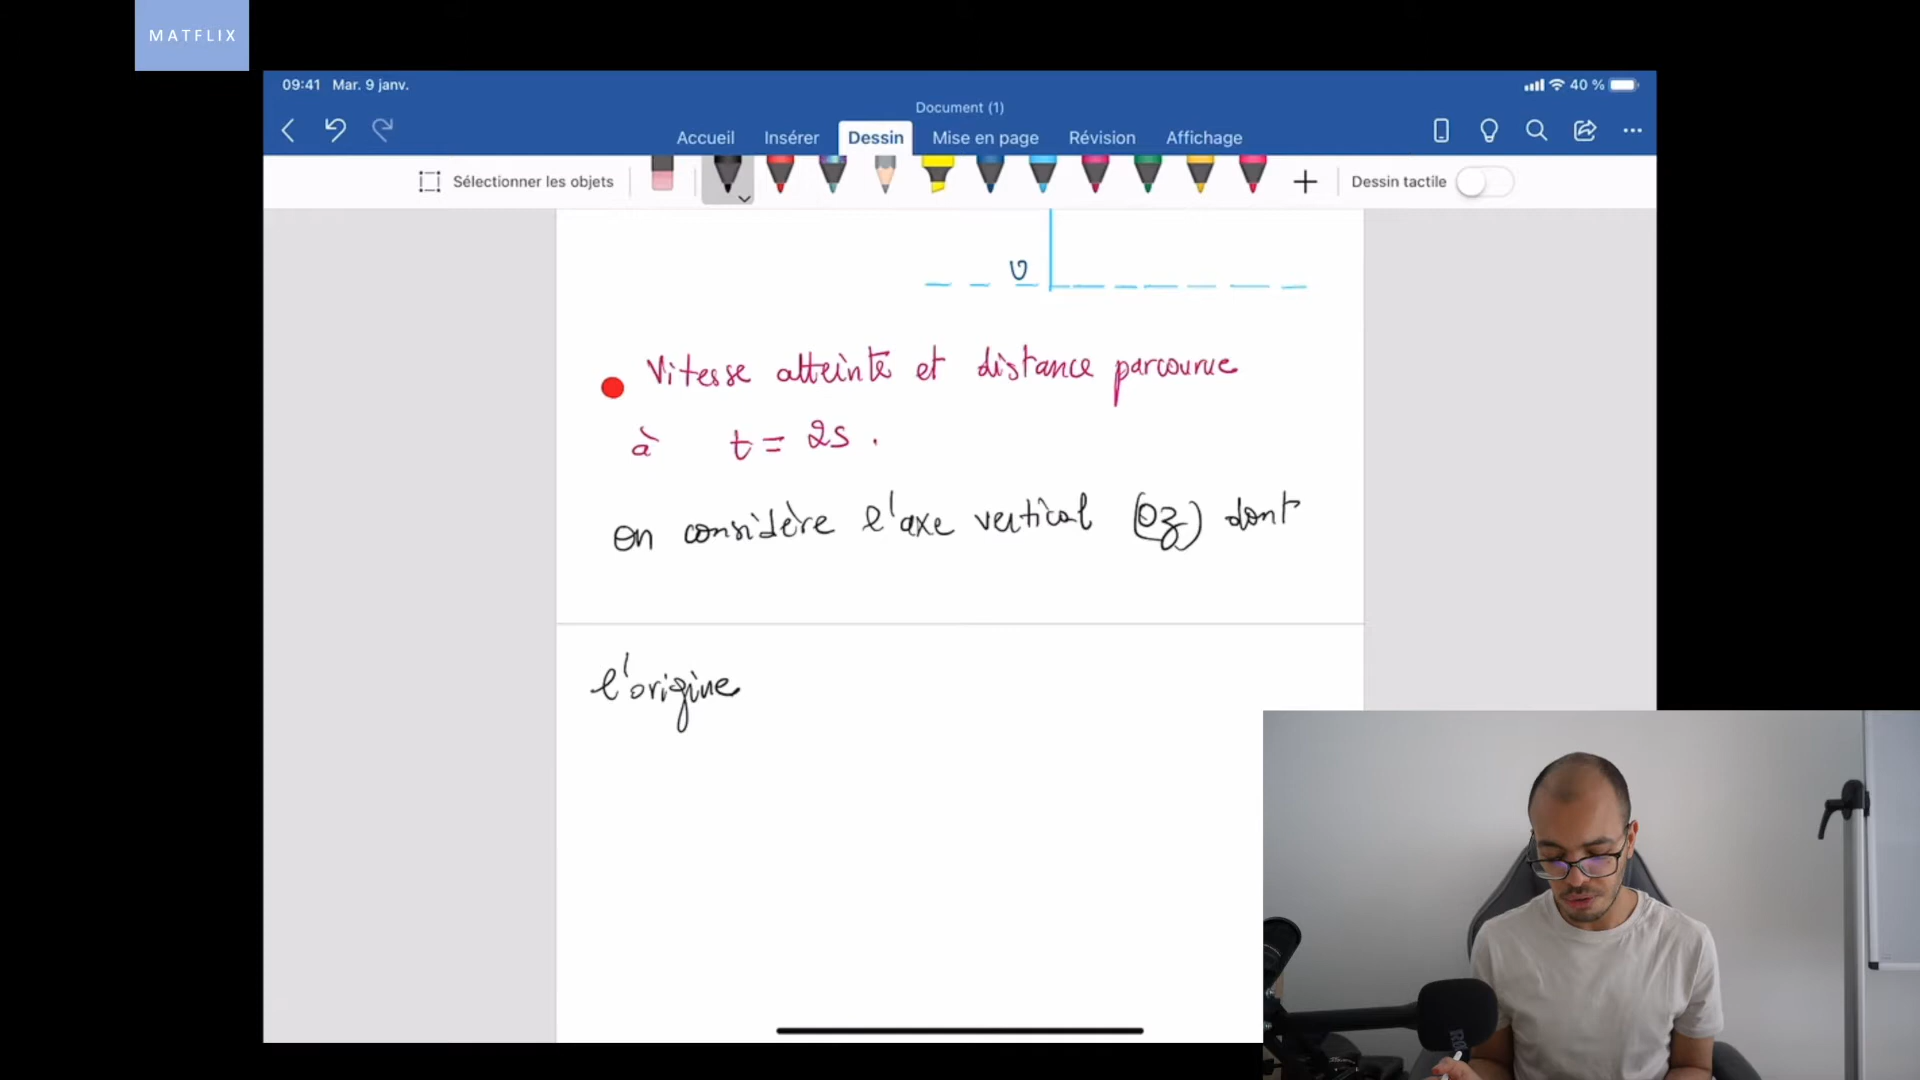 MATFLIX
09:41 Mar. 9 janv.
40 %
Document (1)
Accueil Insérer Dessin Mise en page Révision Affichage
Sélectionner les objets
Dessin tactile
Vitesse atteinte et distance parcourue
à t = 2s .
on considère l'axe vertical (Oz) dont
l'origine